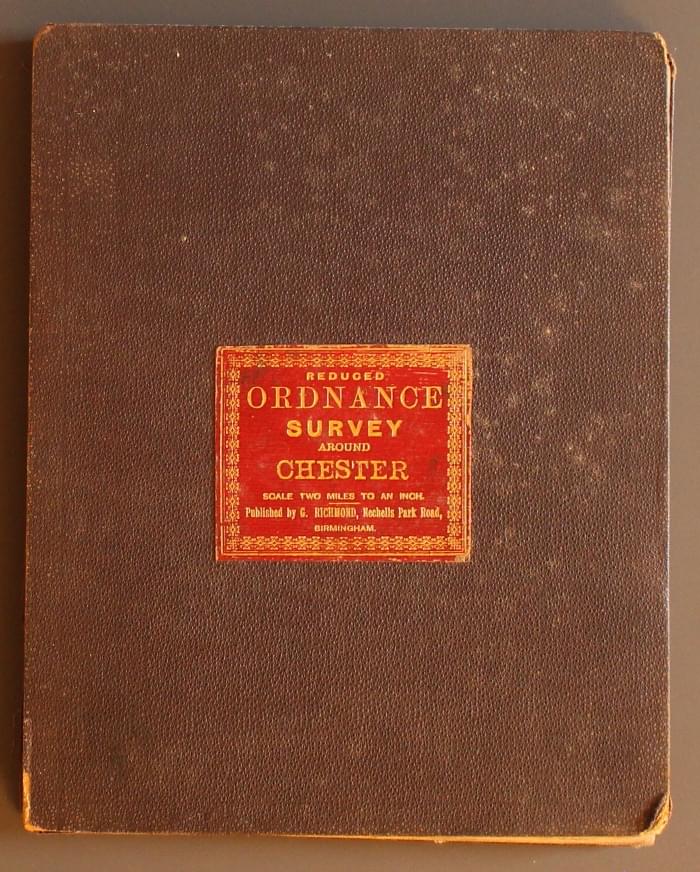 REDUCED
ORDNANCE
SURVEY
AROUND
CHESTER
SCALE TWO MILES TO AN INCH.
Published by G. RICHMOND, Nechells Park Road,
BIRMINGHAM.